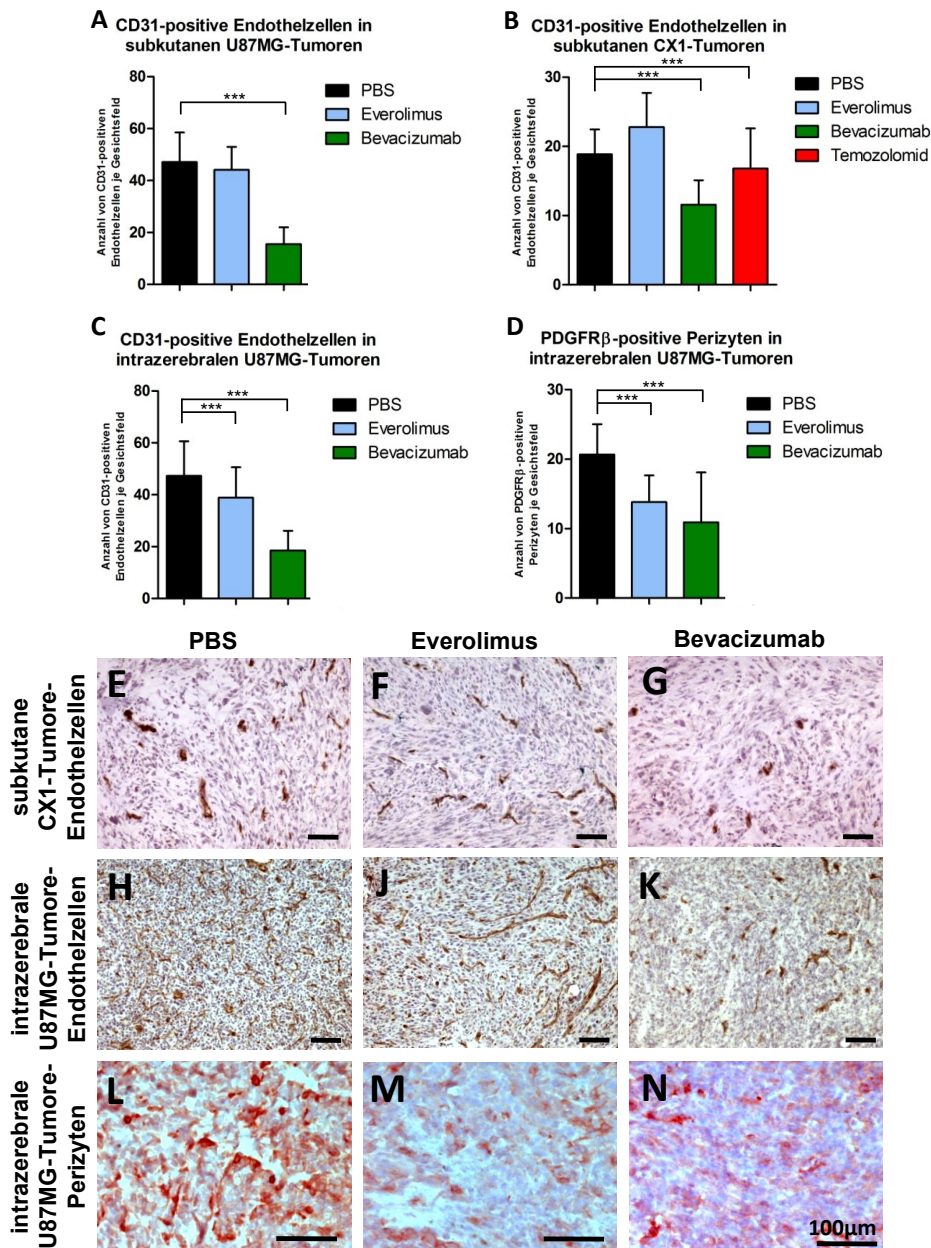 A CD31-positive Endothelzellen in
subkutanen U87MG-Tumoren
Anzahl von CD31-positiven
Endothelzellen je Gesichtsfeld
80
60
40
20
0
***
PBS
Everolimus
Bevacizumab
B CD31-positive Endothelzellen in
subkutanen CX1-Tumoren
Anzahl von CD31-positiven
Endothelzellen je Gesichtsfeld
30
20
10
0
***
***
PBS
Everolimus
Bevacizumab
Temozolomid
C CD31-positive Endothelzellen in
intrazerebralen U87MG-Tumoren
Anzahl von CD31-positiven
Endothelzellen je Gesichtsfeld
80
60
40
20
0
***
***
PBS
Everolimus
Bevacizumab
D PDGFRβ-positive Perizyten in
intrazerebralen U87MG-Tumoren
Anzahl von PDGFRβ-positiven
Perizyten je Gesichtsfeld
30
20
10
0
***
***
PBS
Everolimus
Bevacizumab
PBS Everolimus Bevacizumab
subkutane
CX1-Tumore-
Endothelzellen
E F G
intrazerebrale
U87MG-Tumore-
Endothelzellen
H J K
intrazerebrale
U87MG-Tumore-
Perizyten
L M N
100µm